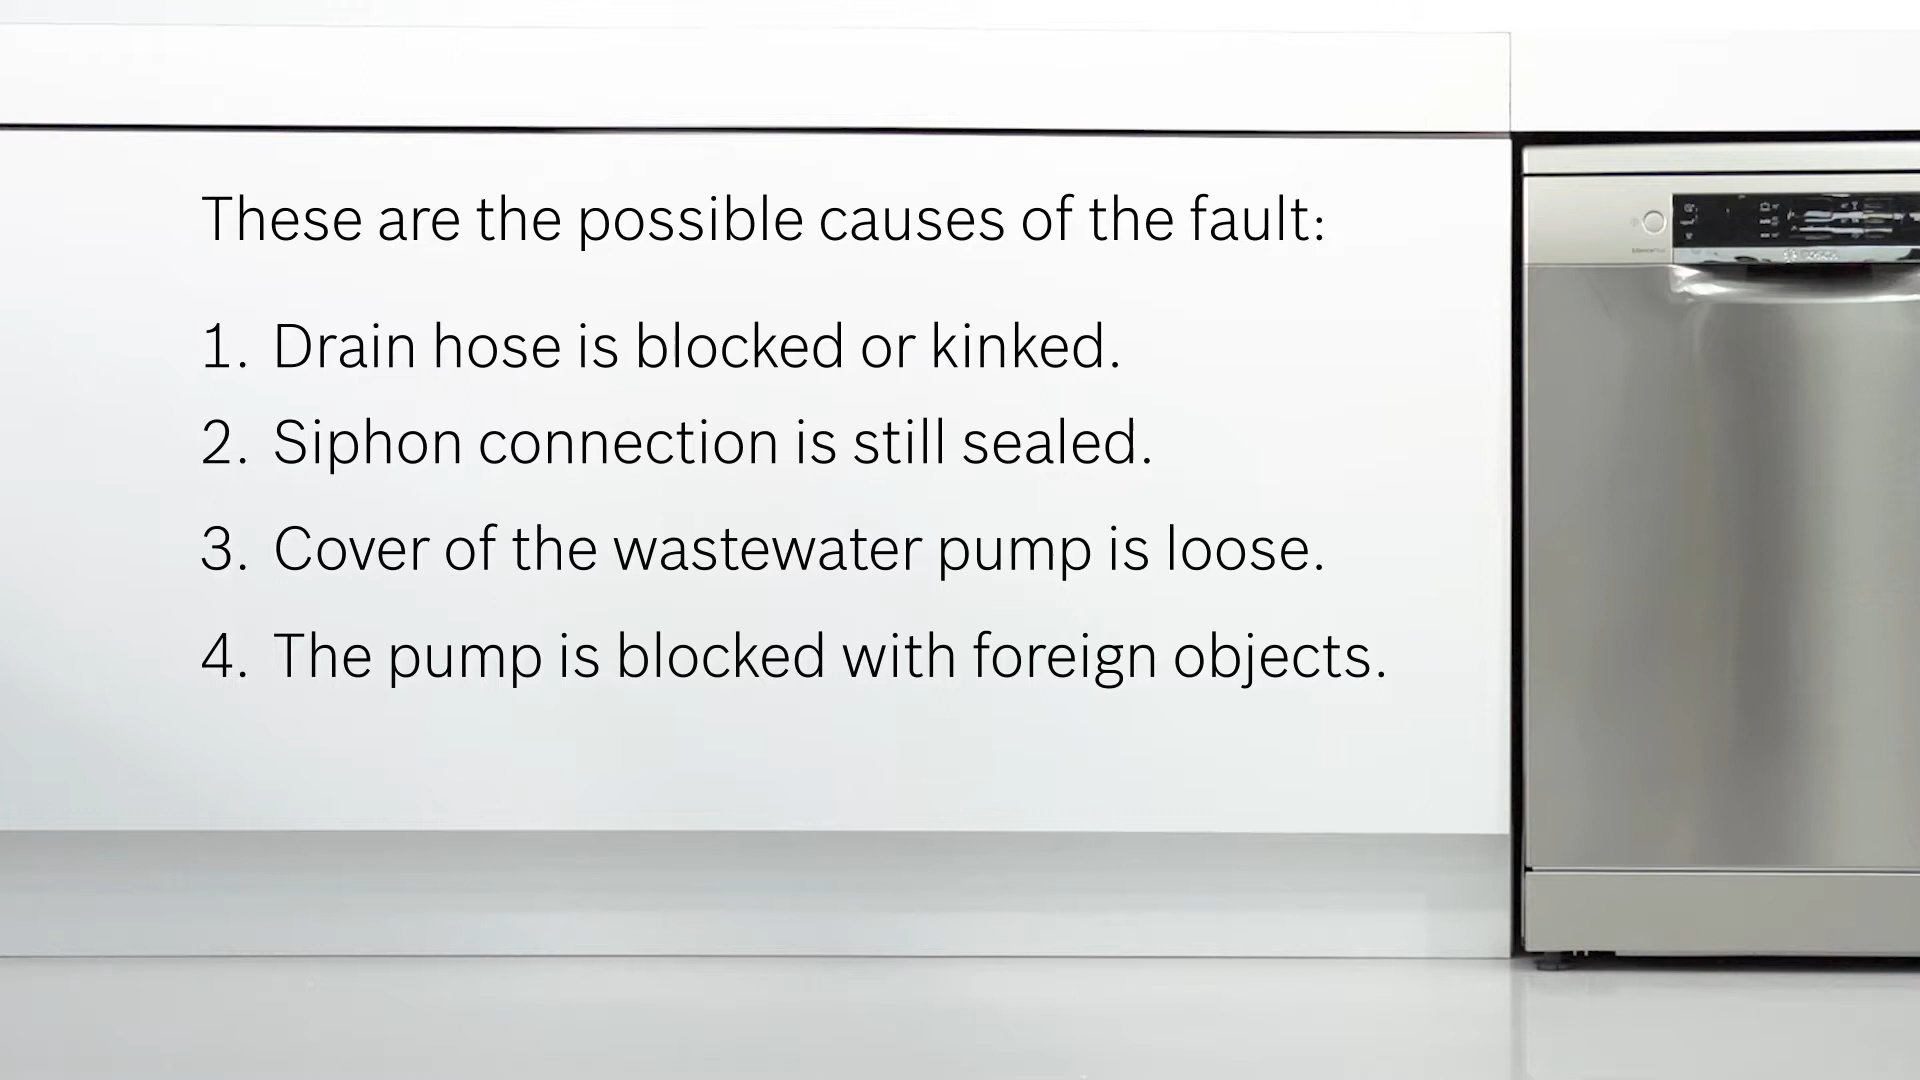 These are the possible causes of the fault:
1. Drain hose is blocked or kinked.
2. Siphon connection is still sealed.
3. Cover of the wastewater pump is loose.
4. The pump is blocked with foreign objects.